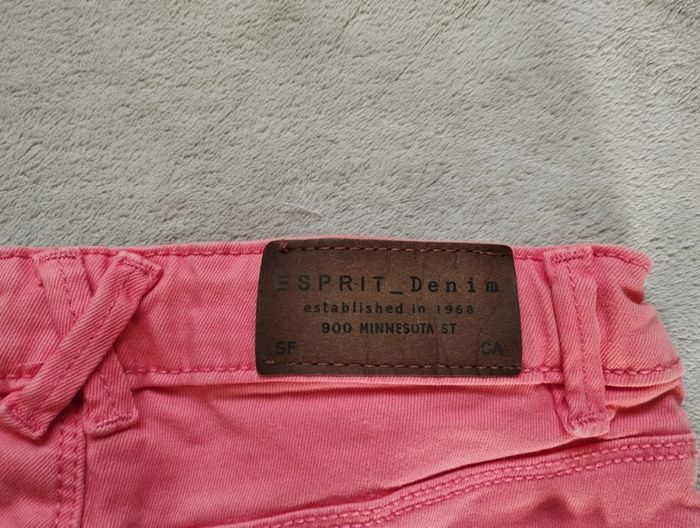 ESPRIT_Denim
established in 1968
900 MINNESOTA ST
SF CA